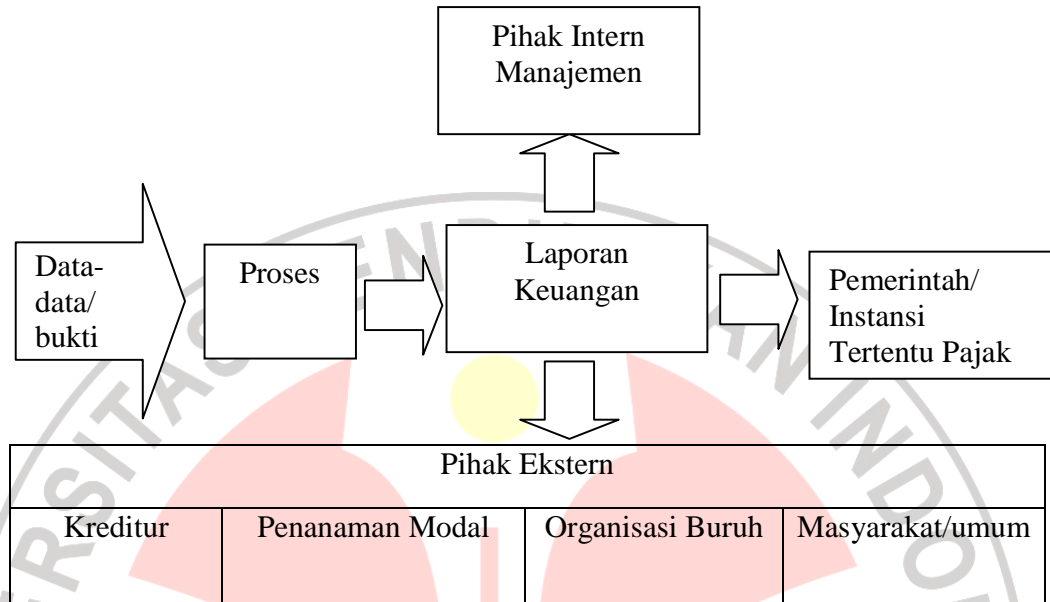 Pihak Intern
Manajemen
Data-
data/
bukti
Proses
Laporan
Keuangan
Pemerintah/
Instansi
Tertentu Pajak
Pihak Ekstern
Kreditur
Penanaman Modal
Organisasi Buruh
Masyarakat/umum